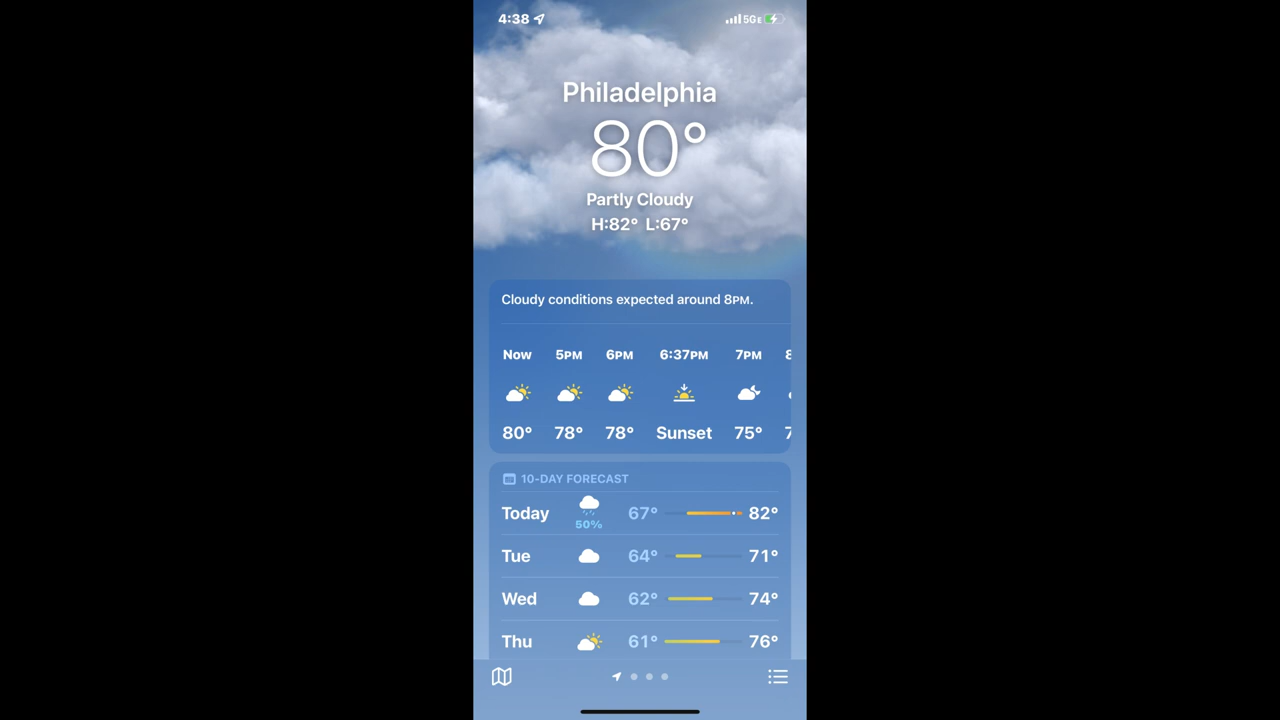 4:38 5GE
Philadelphia
80°
Partly Cloudy
H:82° L:67°
Cloudy conditions expected around 8PM.
Now 5PM 6PM 6:37PM 7PM
80° 78° 78° Sunset 75°
10-DAY FORECAST
Today 50% 67° 82°
Tue 64° 71°
Wed 62° 74°
Thu 61° 76°